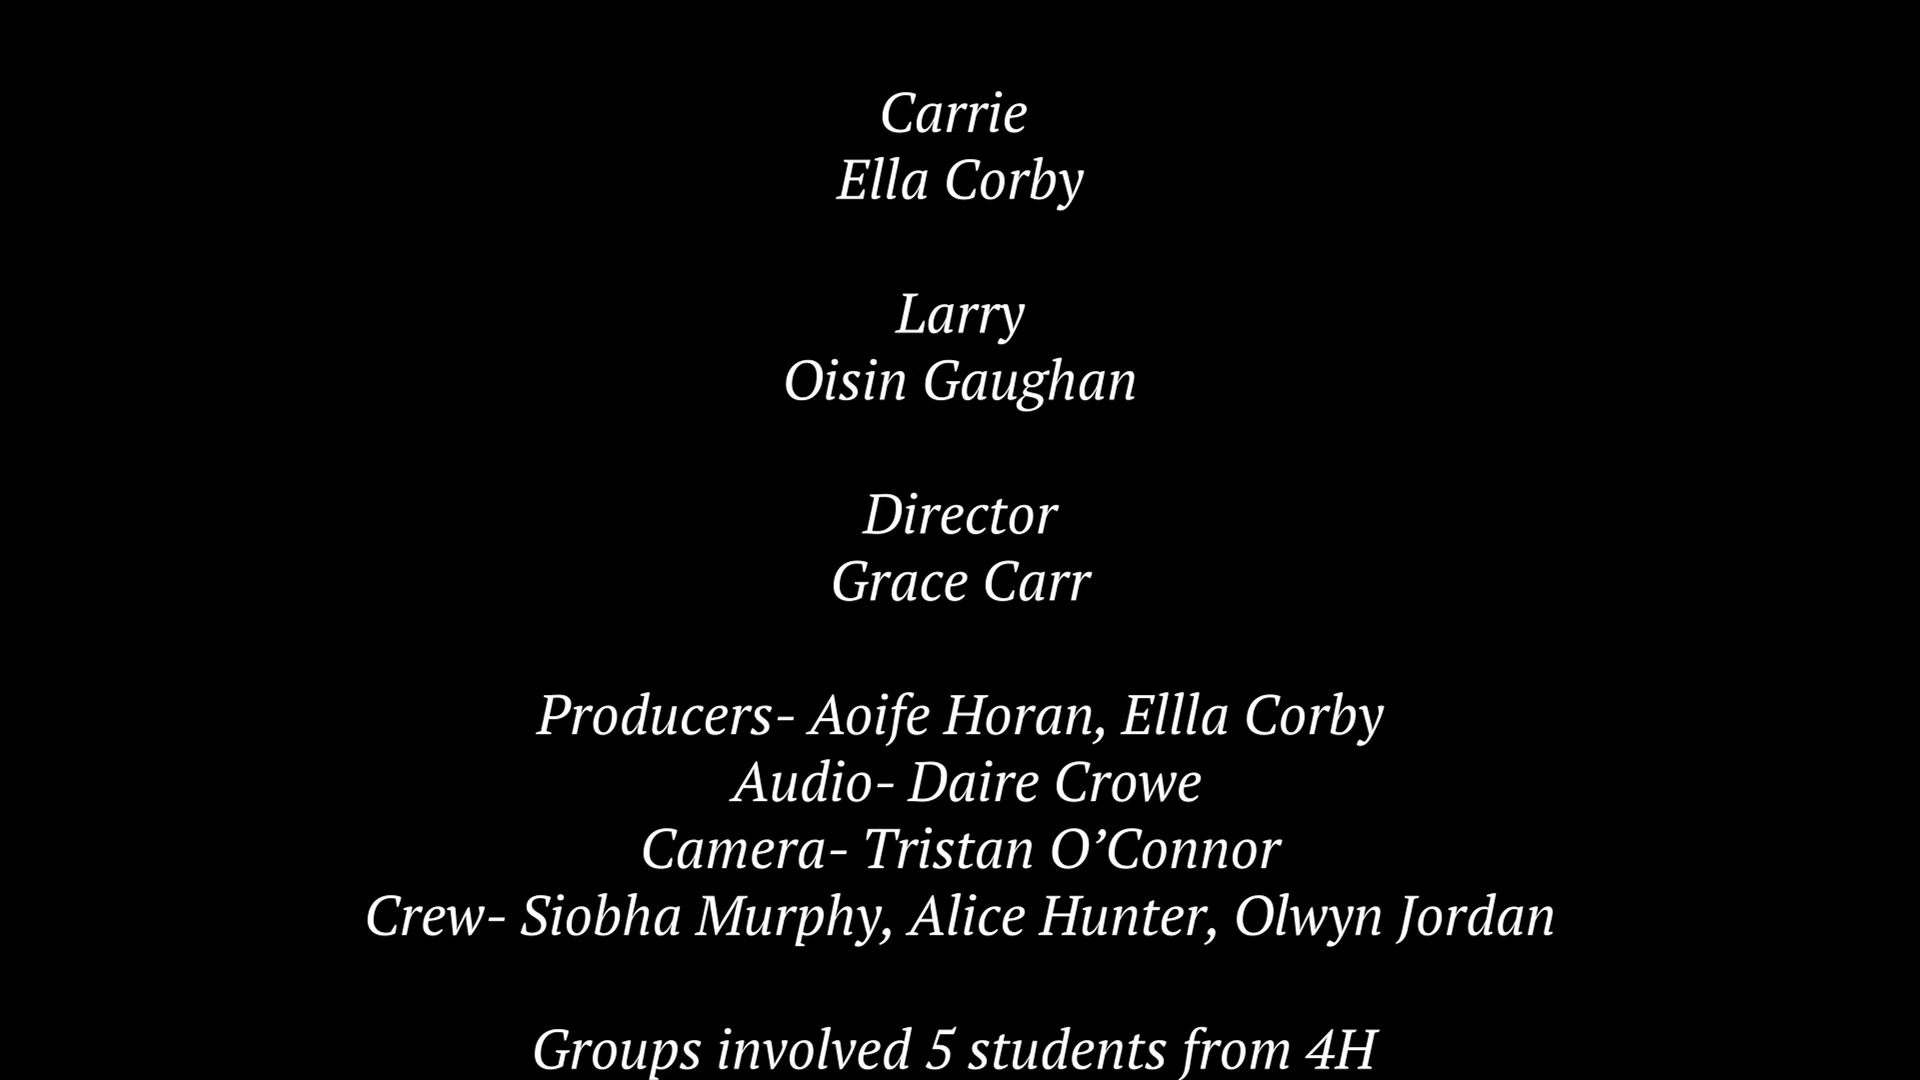 Carrie
Ella Corby
Larry
Oisin Gaughan
Director
Grace Carr
Producers- Aoife Horan, Ellla Corby
Audio- Daire Crowe
Camera- Tristan O’Connor
Crew- Siobha Murphy, Alice Hunter, Olwyn Jordan
Groups involved 5 students from 4H